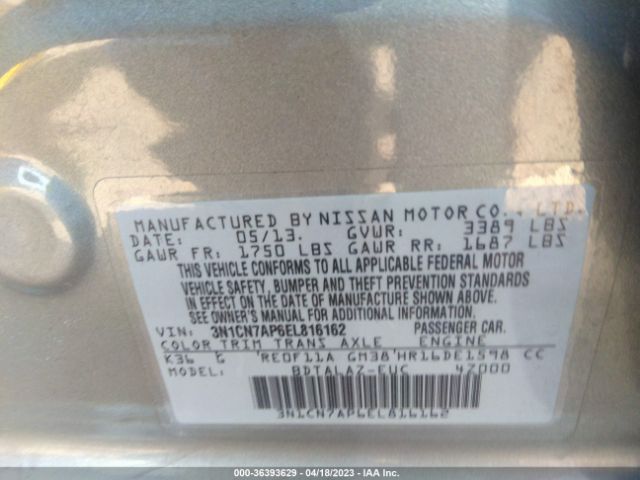 MANUFACTURED BY NISSAN MOTOR CO., LTD.
DATE: 05/13. GVWR: 3389 LBS
GAWR FR: 1750 LBS GAWR RR: 1687 LBS
THIS VEHICLE CONFORMS TO ALL APPLICABLE FEDERAL MOTOR
VEHICLE SAFETY, BUMPER AND THEFT PREVENTION STANDARDS
IN EFFECT ON THE DATE OF MANUFACTURE SHOWN ABOVE.
SEE OWNER'S MANUAL FOR ADDITIONAL INFORMATION.
VIN: 3N1CN7AP6EL816162 PASSENGER CAR.
COLOR TRIM TRANS AXLE ENGINE
K36 G RE0F11A GM38 HR16DE1598 CC
MODEL: BDTALAZ-EUC 47000
3N1CN7AP6EL816162
000-36393629 - 04/18/2023 - IAA Inc.